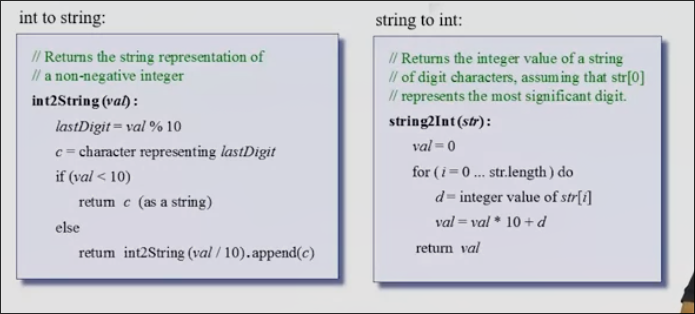 int to string:
// Returns the string representation of
// a non-negative integer
int2String(val):
lastDigit = val % 10
c = character representing lastDigit
if (val < 10)
return c (as a string)
else
return int2String(val / 10).append(c)
string to int:
// Returns the integer value of a string
// of digit characters, assuming that str[0]
// represents the most significant digit.
string2Int(str):
val = 0
for ( i = 0 ... str.length ) do
d = integer value of str[i]
val = val * 10 + d
return val